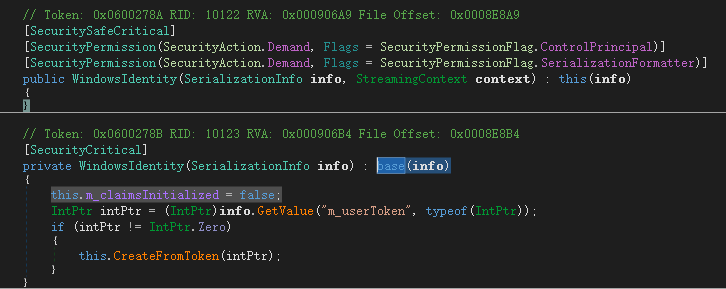 // Token: 0x0600278A RID: 10122 RVA: 0x000906A9 File Offset: 0x0008E8A9
[SecuritySafeCritical]
[SecurityPermission(SecurityAction.Demand, Flags = SecurityPermissionFlag.ControlPrincipal)]
[SecurityPermission(SecurityAction.Demand, Flags = SecurityPermissionFlag.SerializationFormatter)]
public WindowsIdentity(SerializationInfo info, StreamingContext context) : this(info)
{
}
// Token: 0x0600278B RID: 10123 RVA: 0x000906B4 File Offset: 0x0008E8B4
[SecurityCritical]
private WindowsIdentity(SerializationInfo info) : base(info)
{
this.m_claimsInitialized = false;
IntPtr intPtr = (IntPtr)info.GetValue("m_userToken", typeof(IntPtr));
if (intPtr != IntPtr.Zero)
{
this.CreateFromToken(intPtr);
}
}